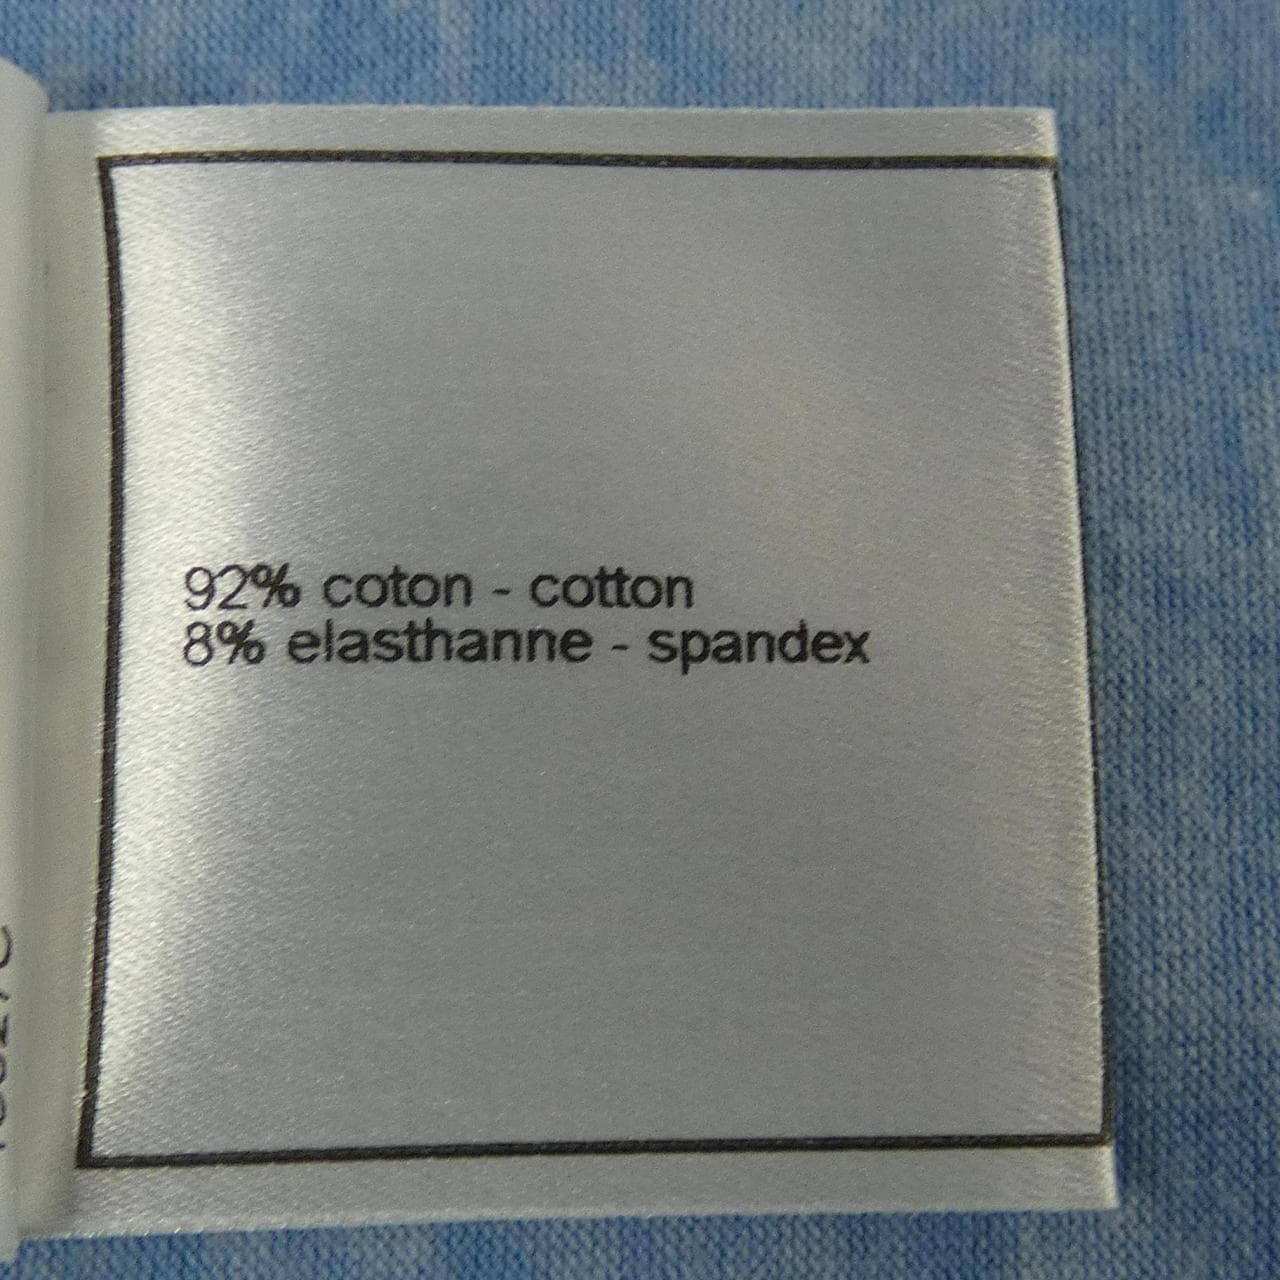 92% coton - cotton
8% elasthanne - spandex